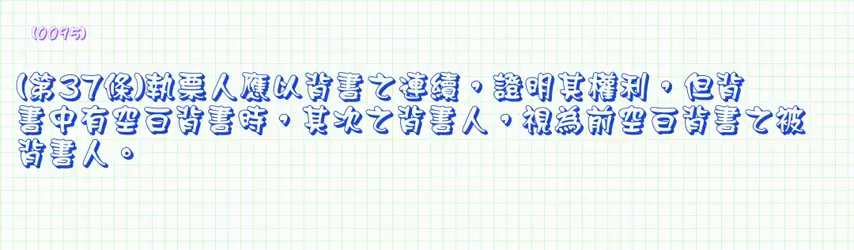 (0095)
(第37條)執票人應以背書之連續，證明其權利，但背
書中有空白背書時，其次之背書人，視為前空白背書之被
背書人。